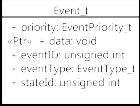 Event_t
+ priority: EventPriority_t
«Ptr» + data: void
+ eventID: unsigned int
+ eventType: EventType_t
+ stateId: unsigned int